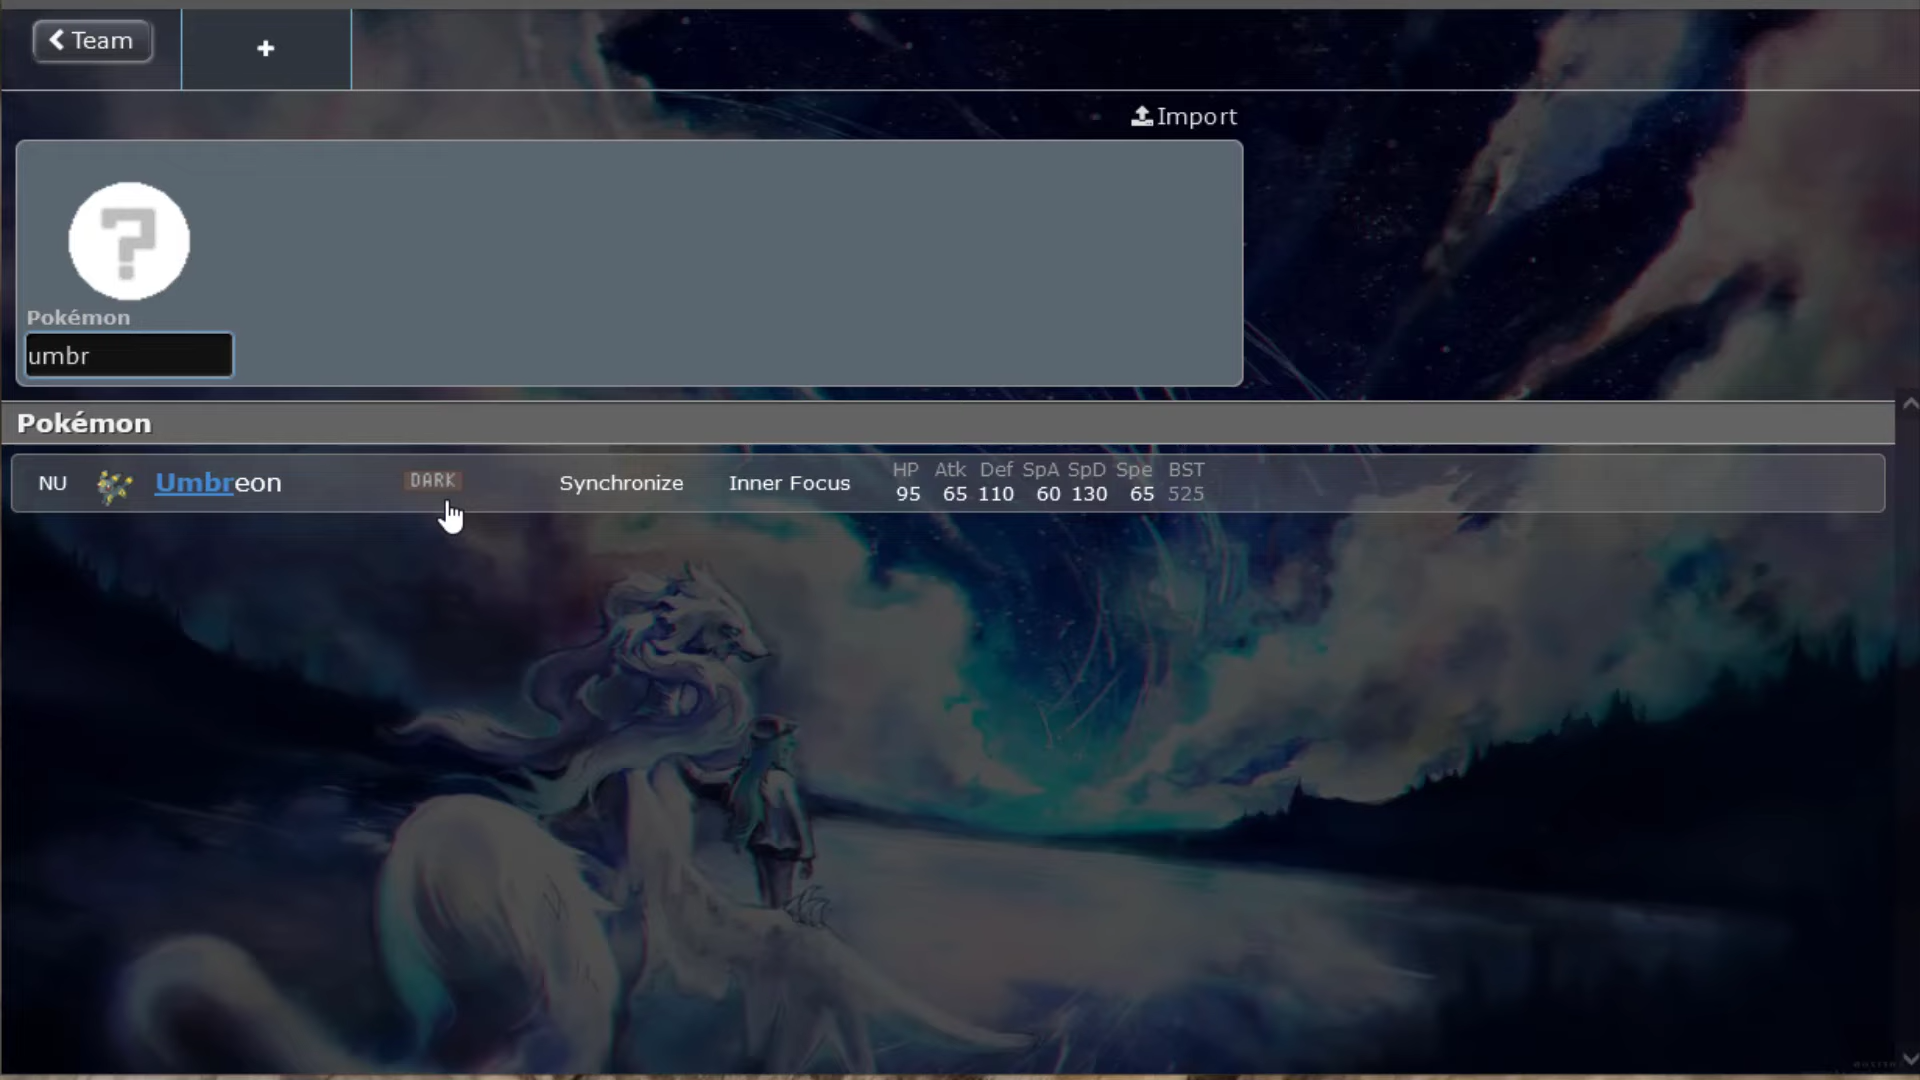 Team
+
Import
?
Pokémon
umbr
Pokémon
NU Umbreon DARK Synchronize Inner Focus
HP Atk Def SpA SpD Spe BST
95 65 110 60 130 65 525